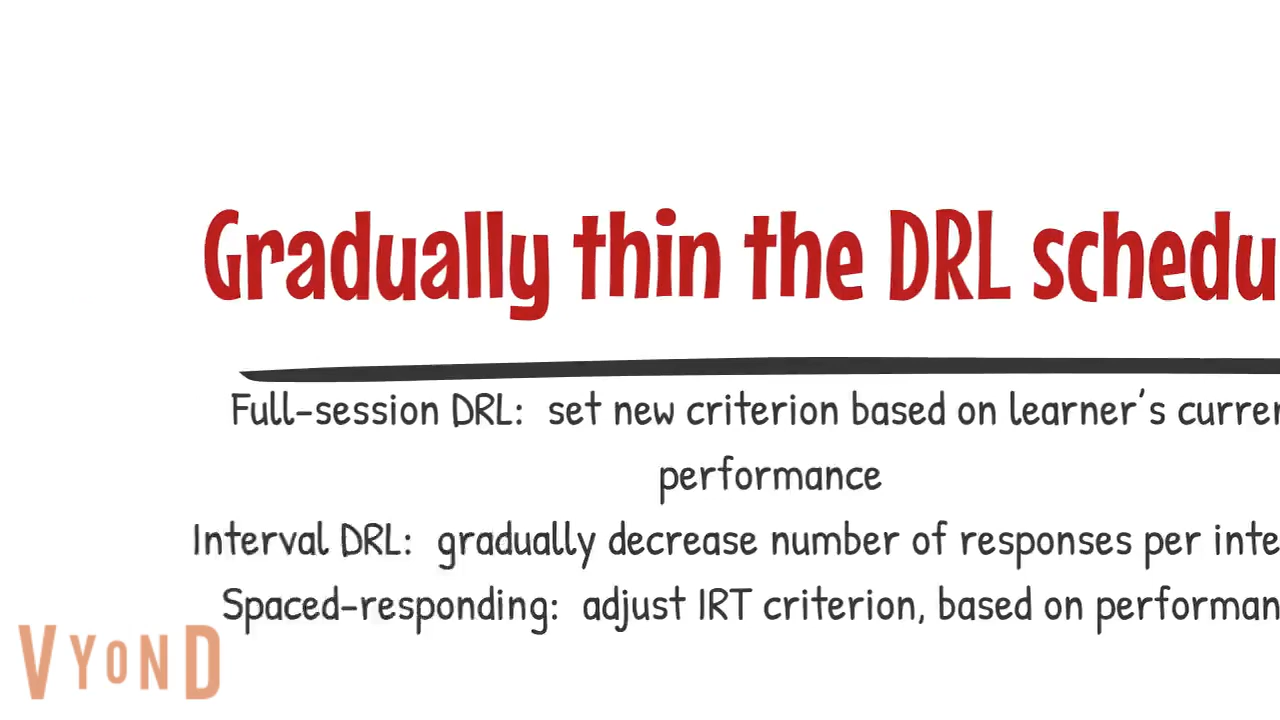 Gradually thin the DRL schedu
Full-session DRL: set new criterion based on learner's curren
performance
Interval DRL: gradually decrease number of responses per inte
Spaced-responding: adjust IRT criterion, based on performan
VYOND